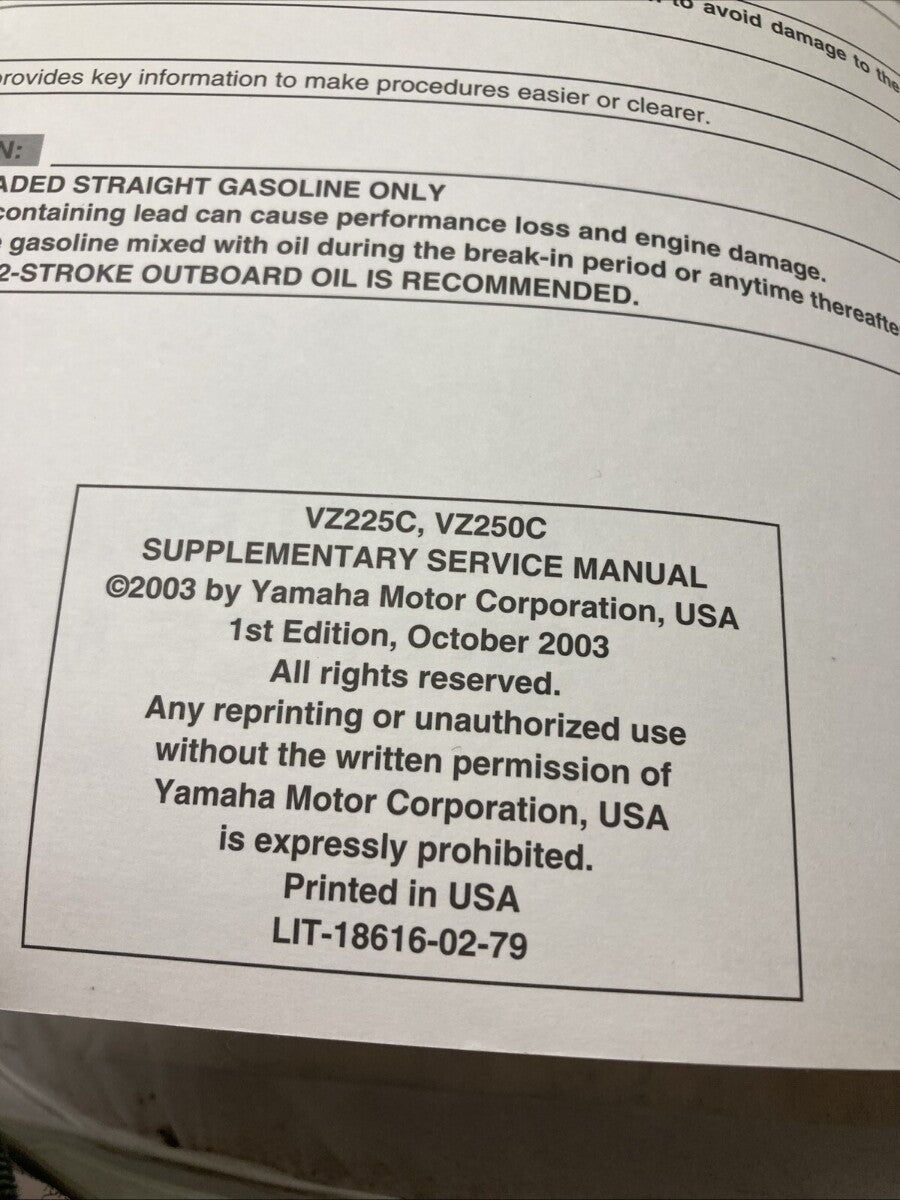 to avoid damage to the
provides key information to make procedures easier or clearer.
N:
ADED STRAIGHT GASOLINE ONLY
containing lead can cause performance loss and engine damage.
gasoline mixed with oil during the break-in period or anytime thereafte
2-STROKE OUTBOARD OIL IS RECOMMENDED.
VZ225C, VZ250C
SUPPLEMENTARY SERVICE MANUAL
©2003 by Yamaha Motor Corporation, USA
1st Edition, October 2003
All rights reserved.
Any reprinting or unauthorized use
without the written permission of
Yamaha Motor Corporation, USA
is expressly prohibited.
Printed in USA
LIT-18616-02-79